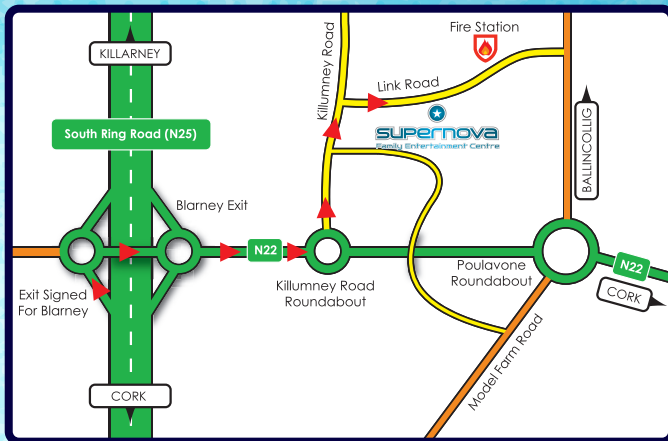 KILLARNEY
South Ring Road (N25)
Blarney Exit
Exit Signed
For Blarney
CORK
N22
Killumney Road
Roundabout
Killumney Road
Link Road
Fire Station
supernova
Family Entertainment Centre
BALLINCOLLIG
Poulavone
Roundabout
N22
CORK
Model Farm Road